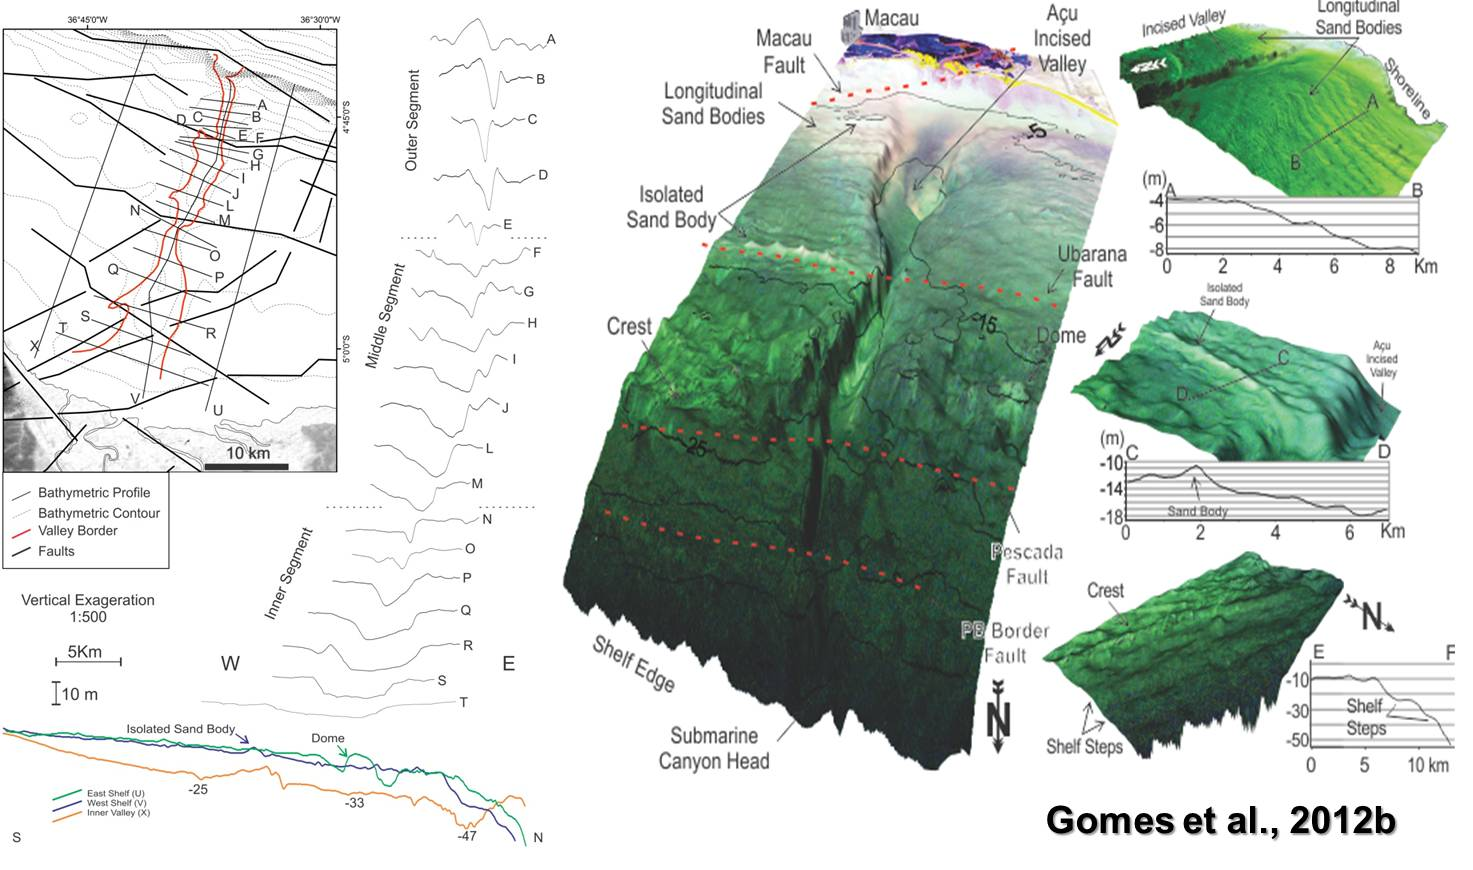 36°45'0"W
36°30'0"W
4°45'0"S
5°0'0"S
A
B
C
D
E
F
G
H
I
J
L
M
N
O
P
Q
R
S
T
X
V
U
10 km
Bathymetric Profile
Bathymetric Contour
Valley Border
Faults
Vertical Exageration
1:500
5Km
10 m
Outer Segment
Middle Segment
Inner Segment
A
B
C
D
E
F
G
H
I
J
L
M
N
O
P
Q
R
S
T
W
E
Isolated Sand Body
Dome
-25
-33
-47
East Shelf (U)
West Shelf (V)
Inner Valley (X)
S
N
Macau
Macau
Fault
Açu
Incised
Valley
Longitudinal
Sand Bodies
-5
Isolated
Sand Body
Ubarana
Fault
-15
Dome
Crest
-25
Pescada
Fault
PB Border
Fault
Shelf Edge
Submarine
Canyon Head
N
Incised Valley
Longitudinal
Sand Bodies
Shoreline
N
A
B
(m)
A
B
-4
-6
-8
0
2
4
6
8
Km
Isolated
Sand Body
Açu
Incised
Valley
N
C
D
(m)
C
D
-10
-14
-18
Sand Body
0
2
4
6
Km
Crest
N
Shelf Steps
E
F
-10
-30
-50
Shelf
Steps
0
5
10 km
Gomes et al., 2012b